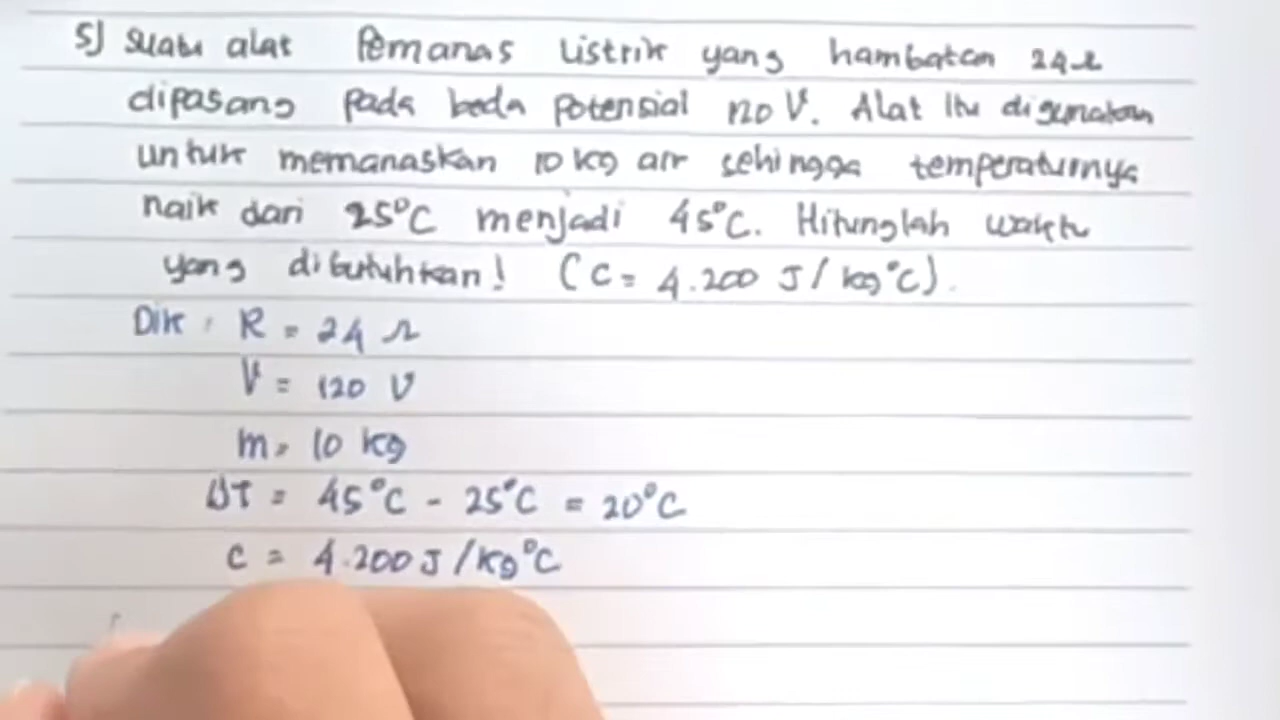 5) Suatu alat Pemanas listrik yang hambatan 24 Ω
dipasang pada beda potensial 120 V. Alat itu digunakan
untuk memanaskan 10 kg air sehingga temperaturnya
naik dari 25°C menjadi 45°C. Hitunglah waktu
yang dibutuhkan! (C = 4.200 J/kg°C).
Dik : R = 24 Ω
V = 120 V
m = 10 kg
ΔT = 45°C - 25°C = 20°C
c = 4.200 J/kg°C